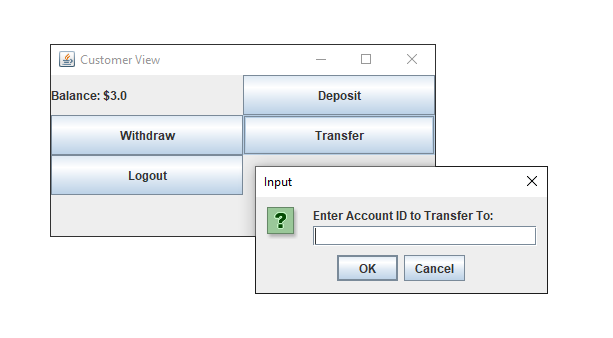 Customer View
Balance: $3.0
Deposit
Withdraw
Transfer
Logout
Input
?
Enter Account ID to Transfer To:
OK
Cancel